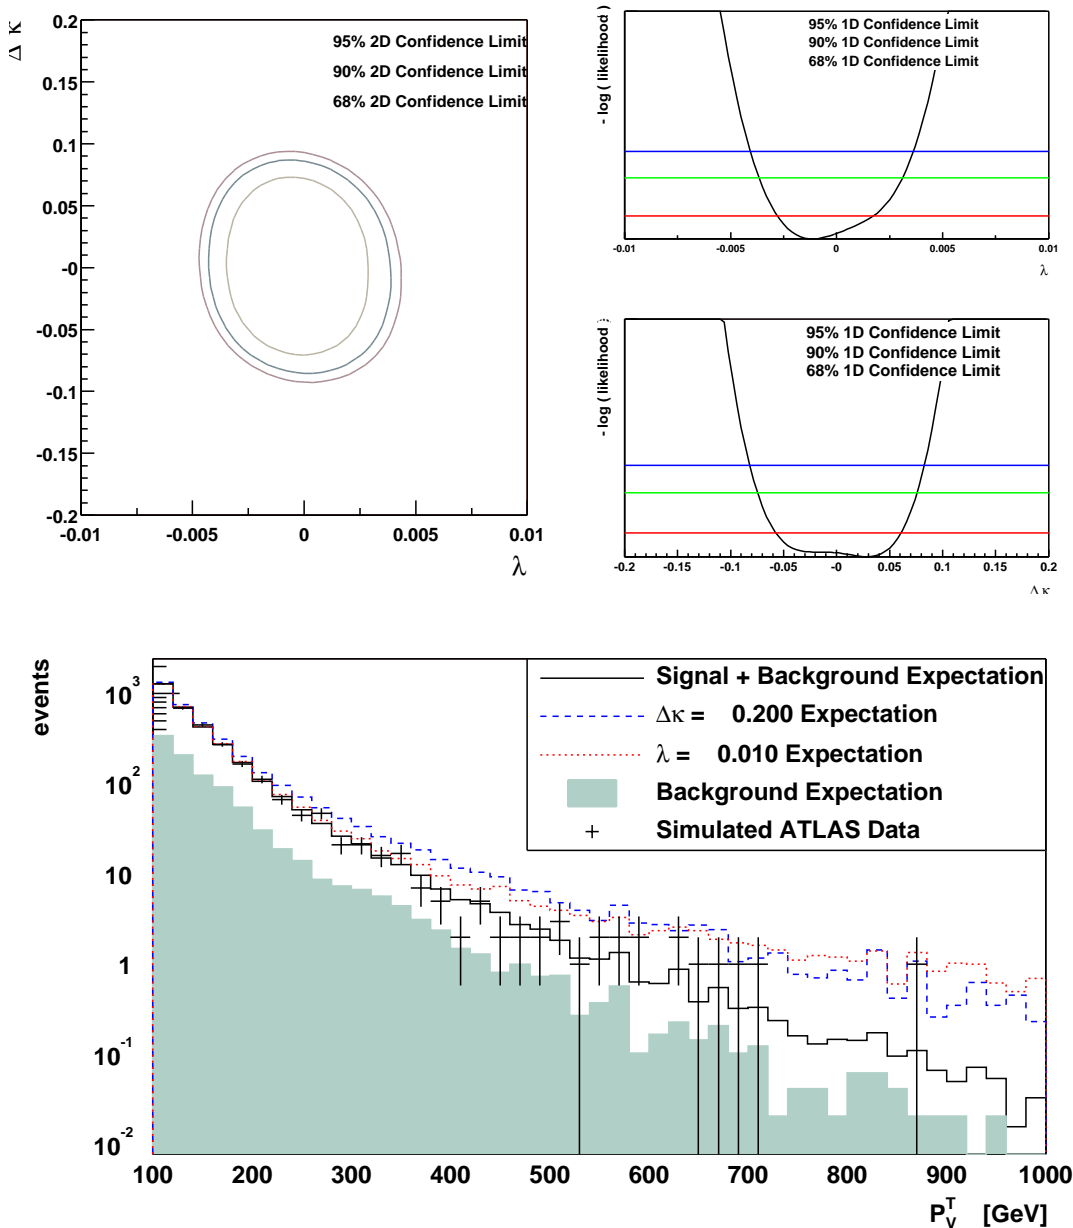 Δ κ
0.2
0.15
0.1
0.05
-0
-0.05
-0.1
-0.15
-0.2
95% 2D Confidence Limit
90% 2D Confidence Limit
68% 2D Confidence Limit
-0.01 -0.005 0 0.005 0.01
λ
- log ( likelihood )
95% 1D Confidence Limit
90% 1D Confidence Limit
68% 1D Confidence Limit
-0.01 -0.005 0 0.005 0.01
λ
- log ( likelihood )
95% 1D Confidence Limit
90% 1D Confidence Limit
68% 1D Confidence Limit
-0.2 -0.15 -0.1 -0.05 -0 0.05 0.1 0.15 0.2
Δ κ
events
10³
10²
10
1
10⁻¹
10⁻²
Signal + Background Expectation
Δκ = 0.200 Expectation
λ = 0.010 Expectation
Background Expectation
Simulated ATLAS Data
100 200 300 400 500 600 700 800 900 1000
P_V^T [GeV]